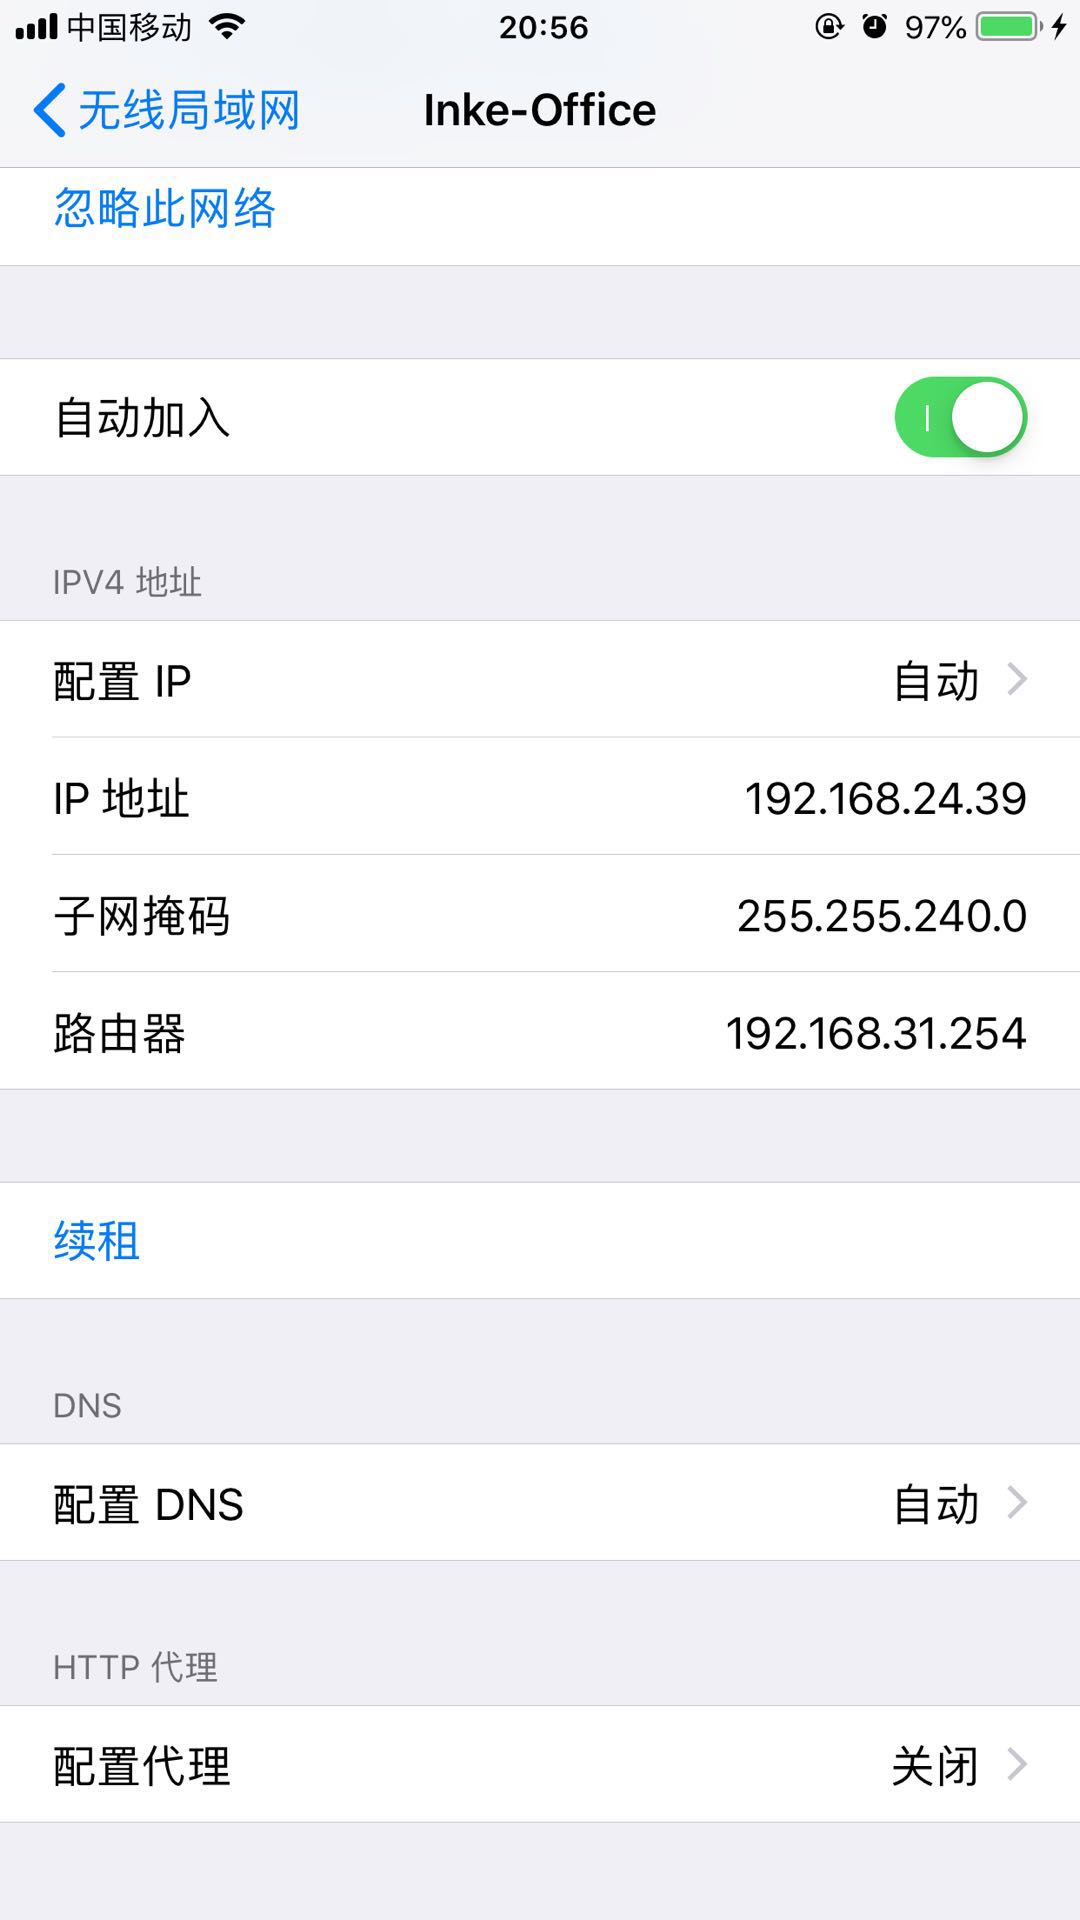 中国移动 20:56 97%
无线局域网 Inke-Office
忽略此网络
自动加入
IPV4 地址
配置 IP 自动
IP 地址 192.168.24.39
子网掩码 255.255.240.0
路由器 192.168.31.254
续租
DNS
配置 DNS 自动
HTTP 代理
配置代理 关闭